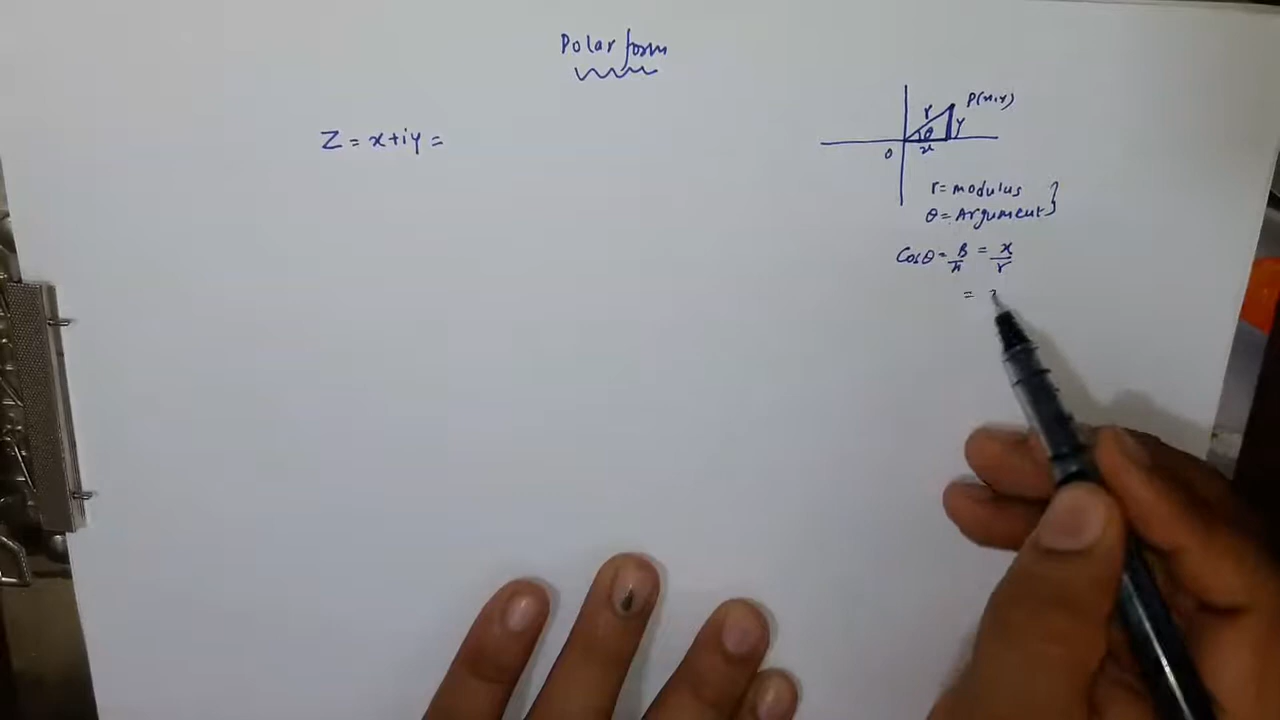 Polar form
Z = x+iy =
P(x,y)
r
y
θ
0
x
r = modulus
θ = Argument }
Cosθ = B/h = x/r
=